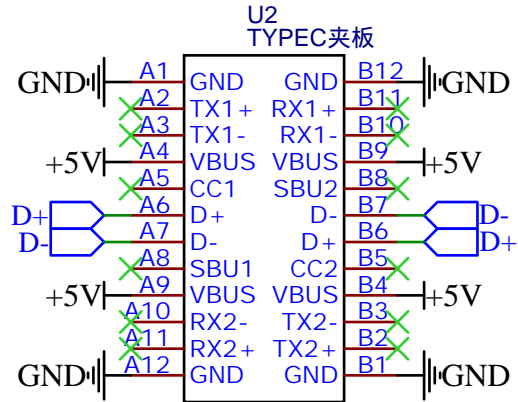 U2
TYPEC夹板
GND A1 GND GND B12 GND
A2 TX1+ RX1+ B11
A3 TX1- RX1- B10
+5V A4 VBUS VBUS B9 +5V
A5 CC1 SBU2 B8
D+ A6 D+ D- B7 D-
D- A7 D- D+ B6 D+
A8 SBU1 CC2 B5
+5V A9 VBUS VBUS B4 +5V
A10 RX2- TX2- B3
A11 RX2+ TX2+ B2
GND A12 GND GND B1 GND